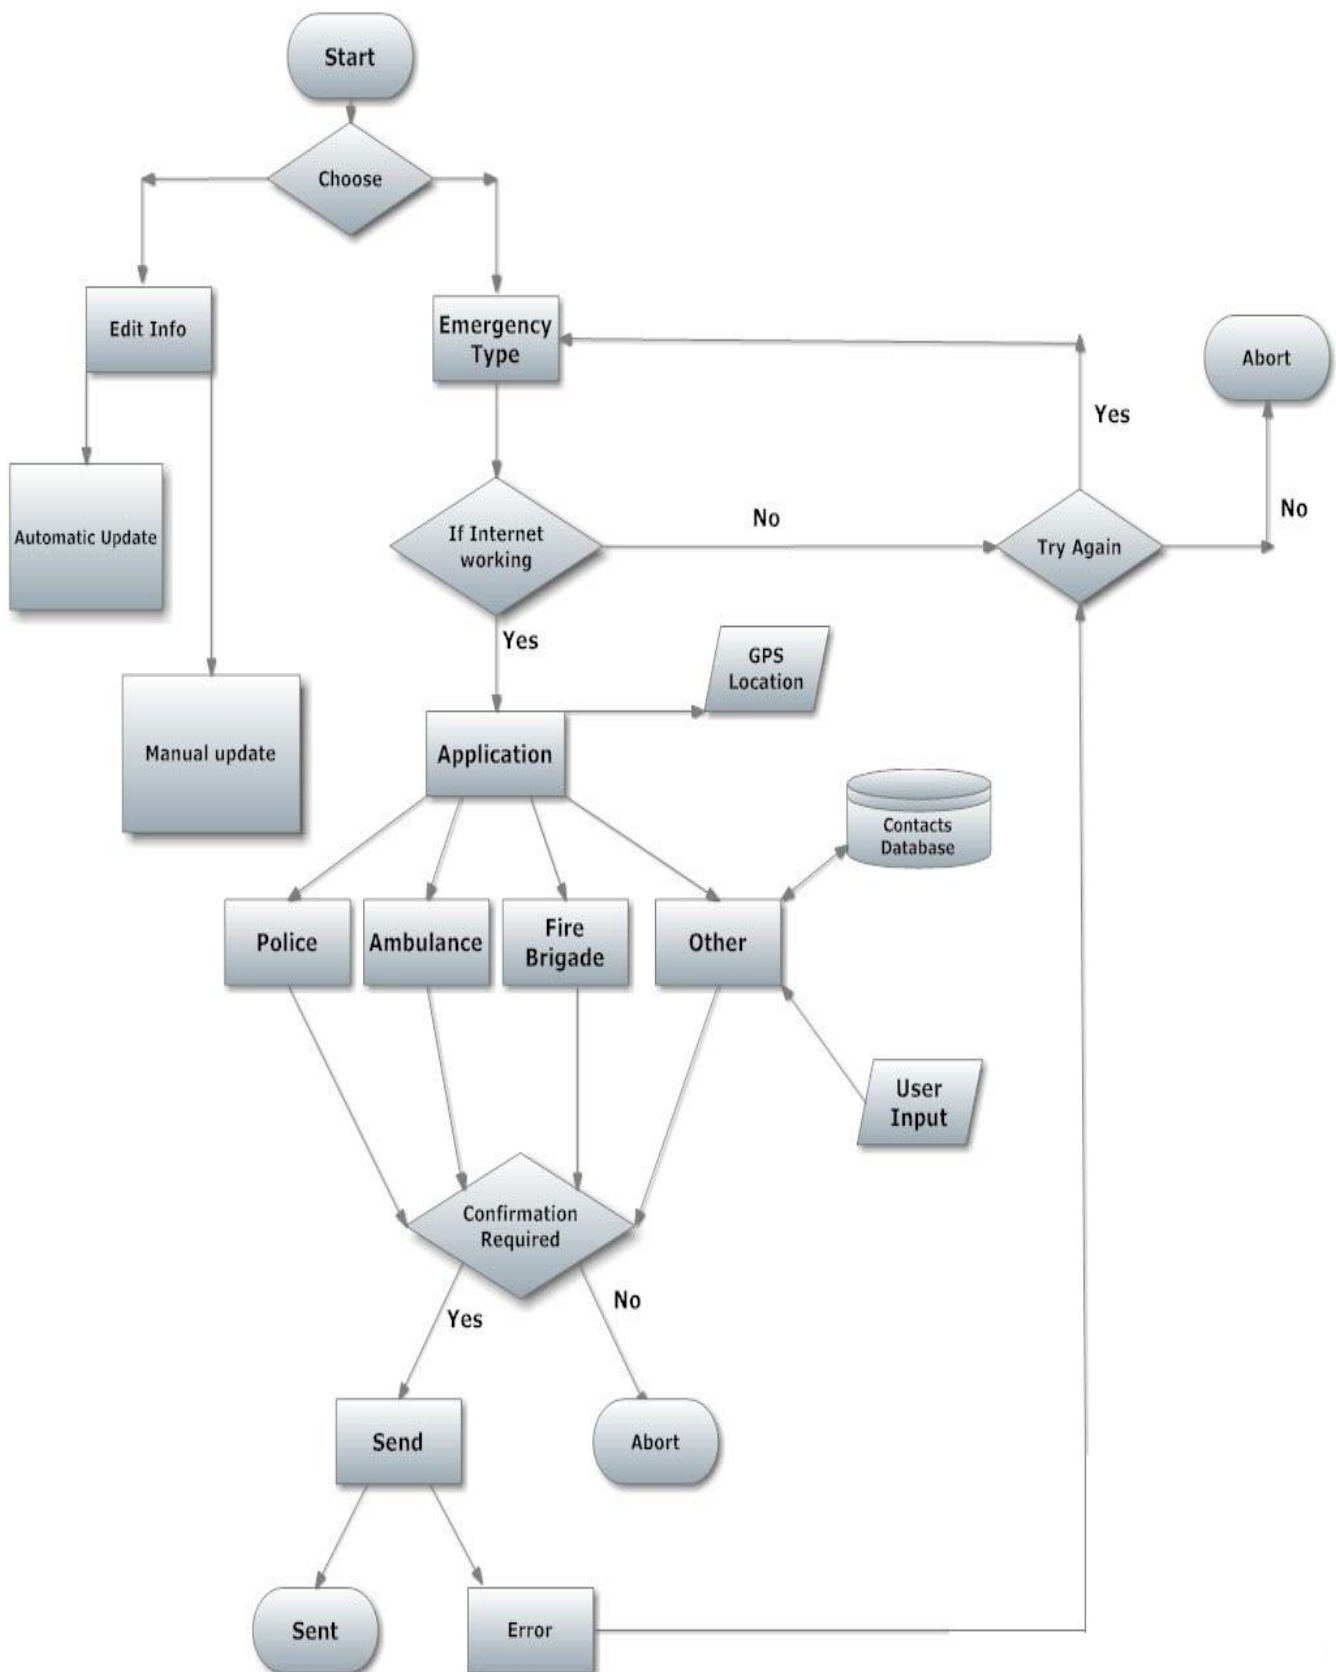 Start
Choose
Edit Info
Emergency
Type
Abort
Yes
No
Automatic Update
If Internet
working
No
Try Again
Yes
GPS
Location
Manual update
Application
Contacts
Database
Police
Ambulance
Fire
Brigade
Other
User
Input
Confirmation
Required
Yes
No
Send
Abort
Sent
Error